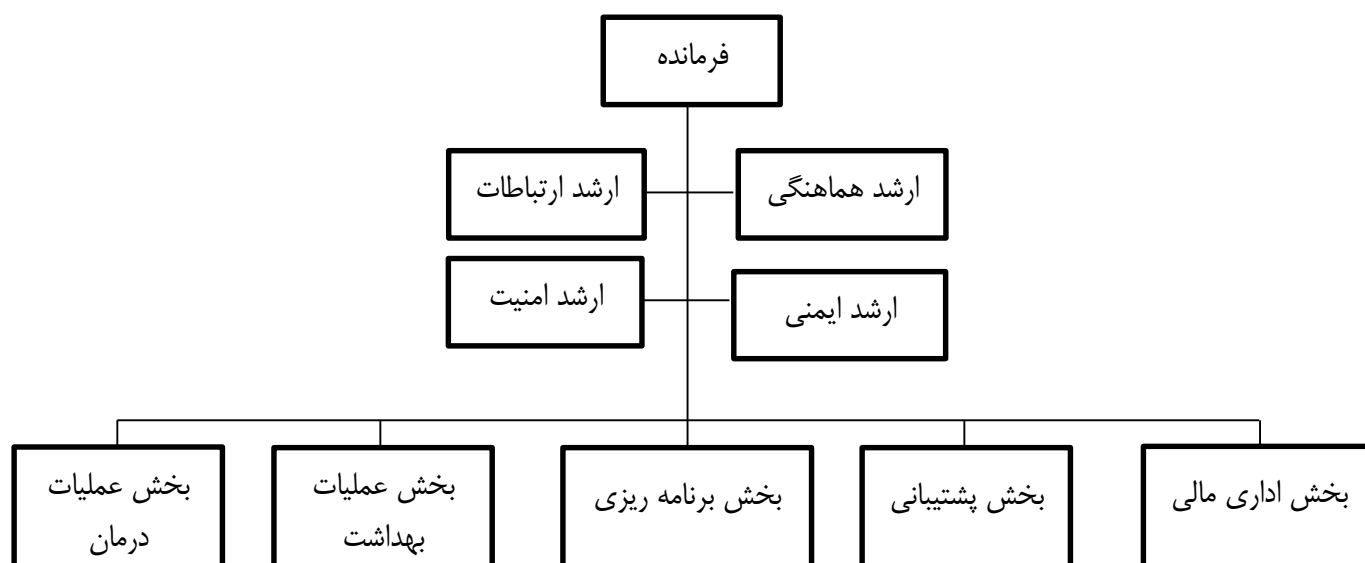 فرمانده
ارشد هماهنگی
ارشد ارتباطات
ارشد ایمنی
ارشد امنیت
بخش اداری مالی
بخش پشتیبانی
بخش برنامه ریزی
بخش عملیات
بهداشت
بخش عملیات
درمان